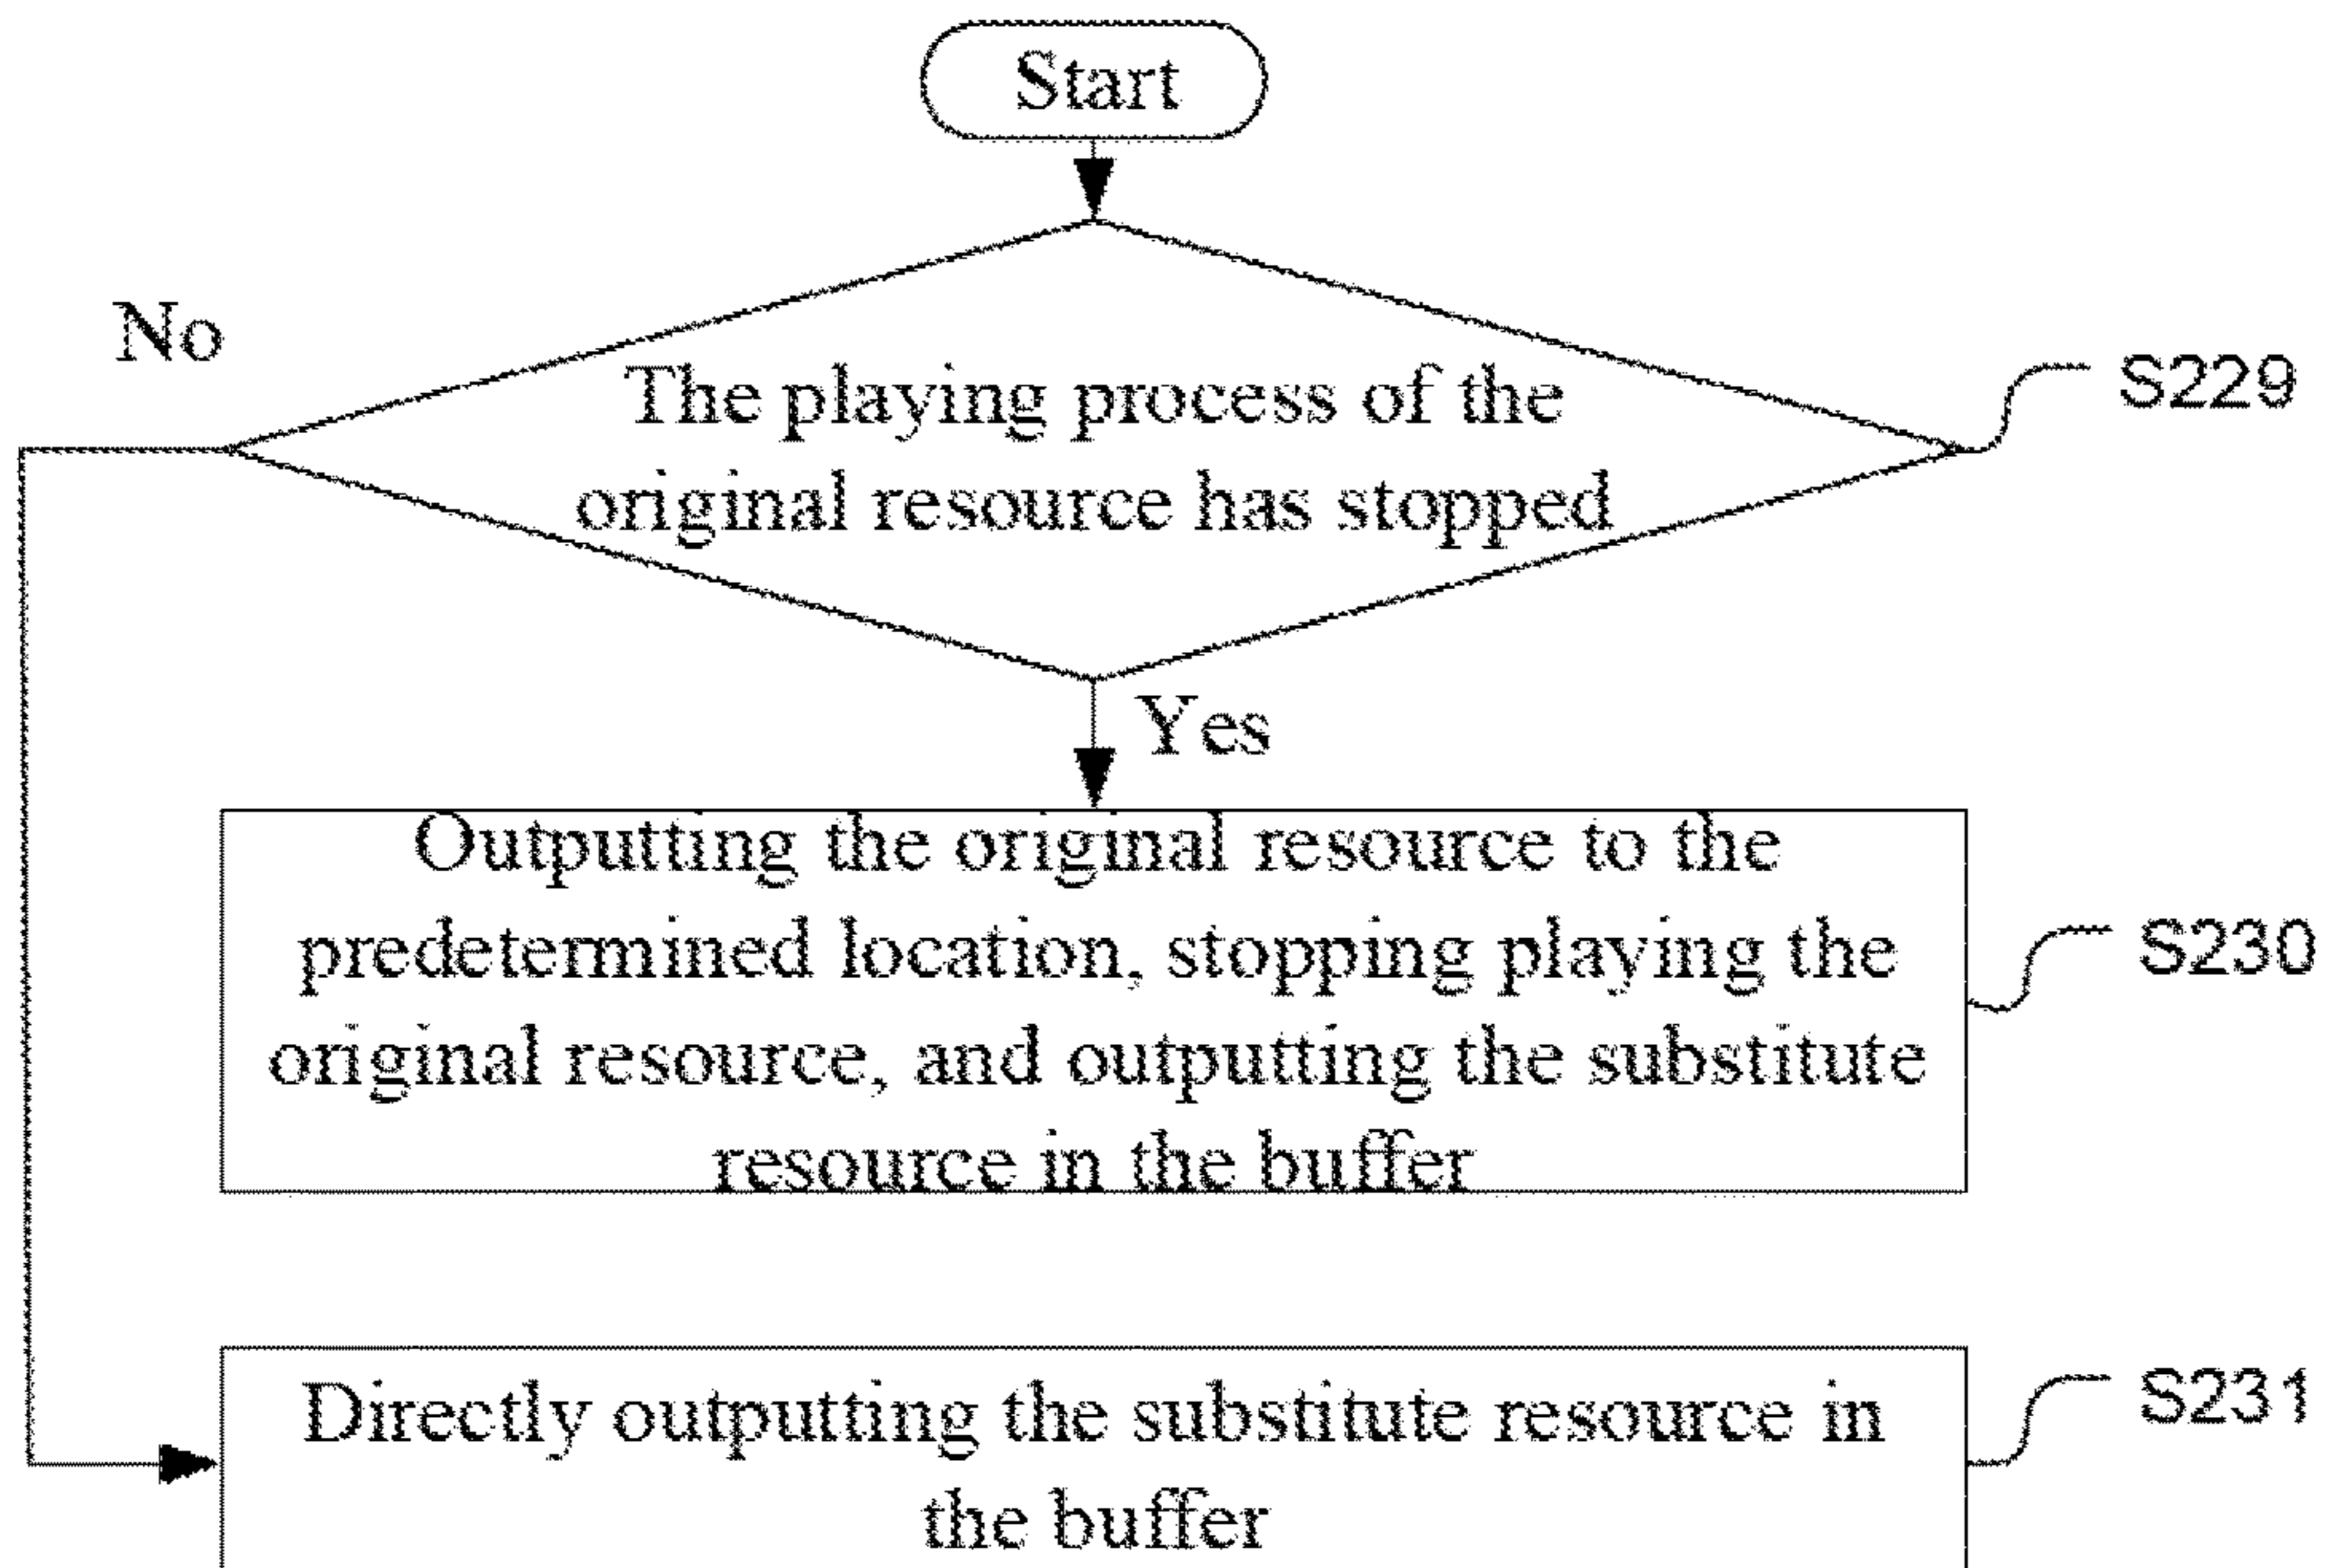 Start
No
The playing process of the
original resource has stopped
S229
Yes
Outputting the original resource to the
predetermined location, stopping playing the
original resource, and outputting the substitute
resource in the buffer
S230
Directly outputting the substitute resource in
the buffer
S231